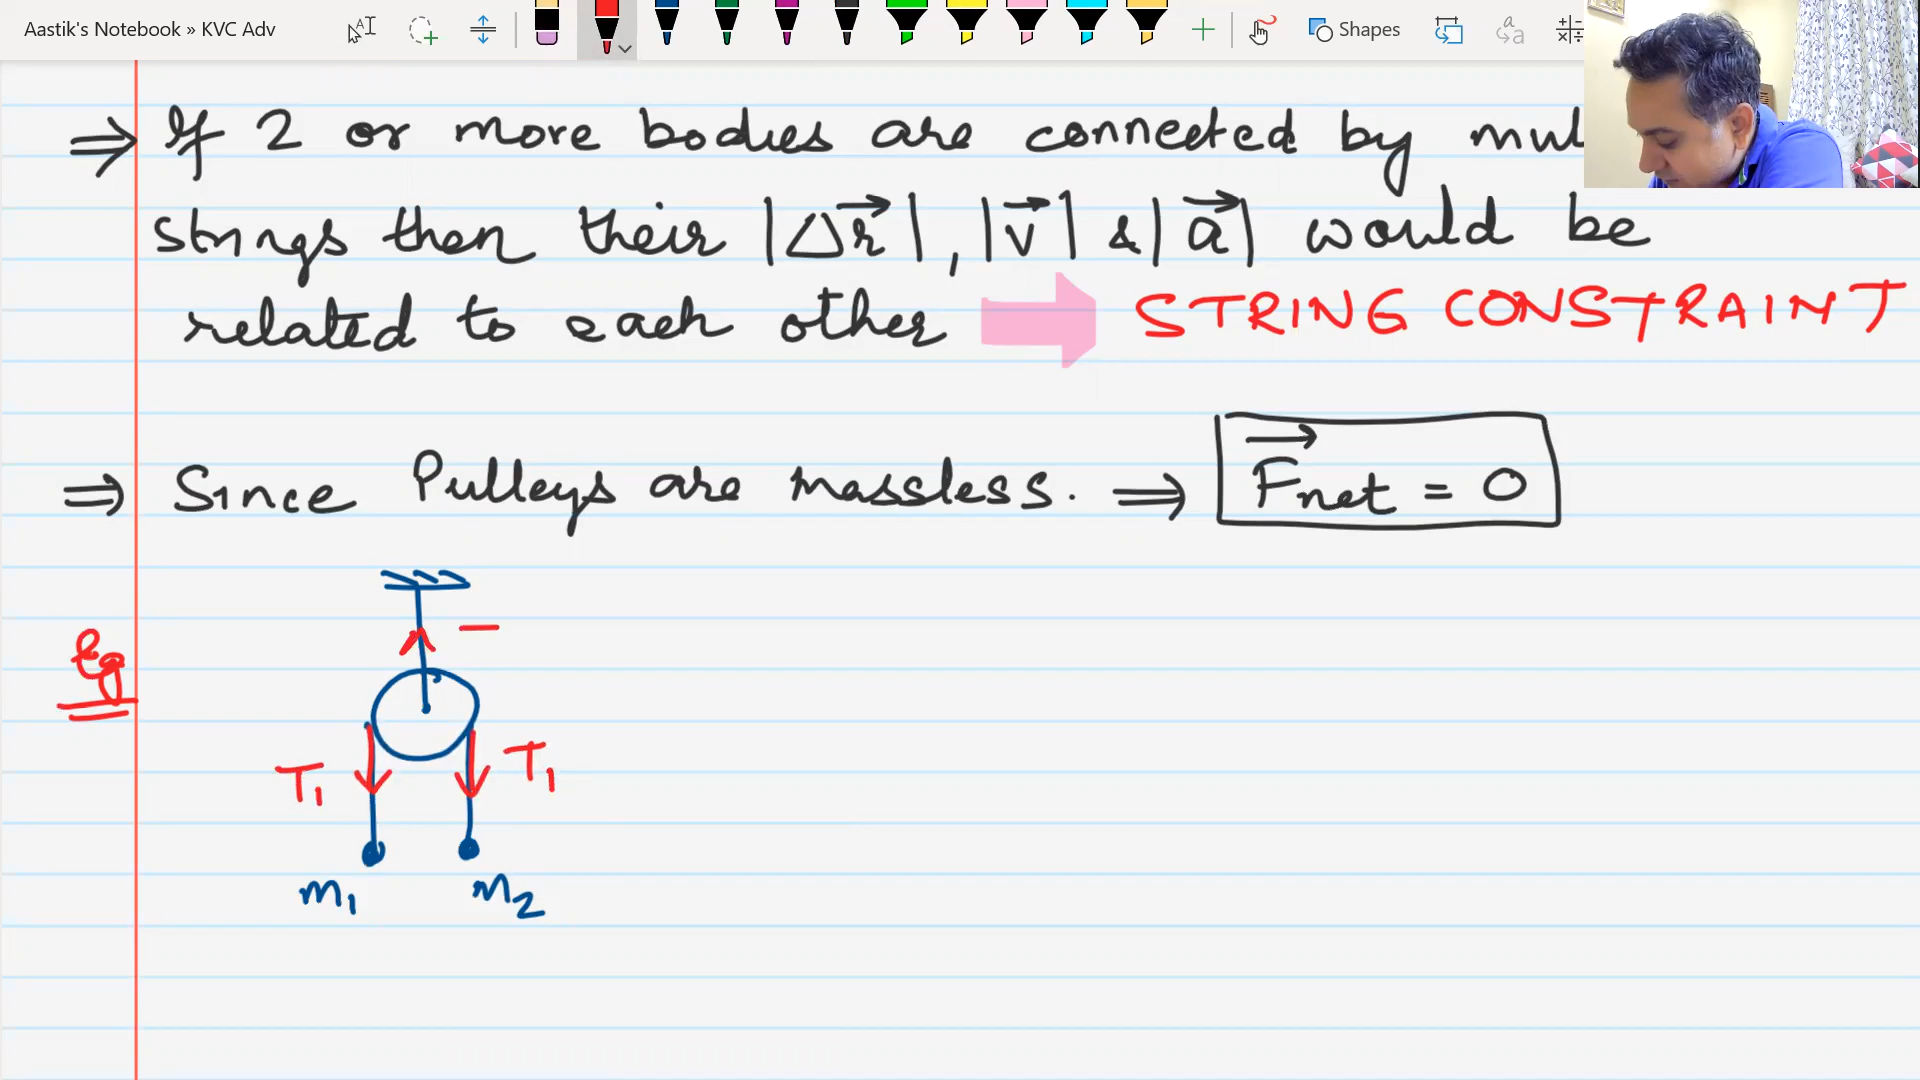 Aastik's Notebook » KVC Adv
Shapes
⇒ If 2 or more bodies are connected by
strings then their |Δr⃗|, |v⃗| & |a⃗| would be
related to each other ➡ STRING CONSTRAINT
⇒ Since Pulleys are massless. ⇒ F⃗net = 0
Eg
T₁ T₁
m₁ m₂